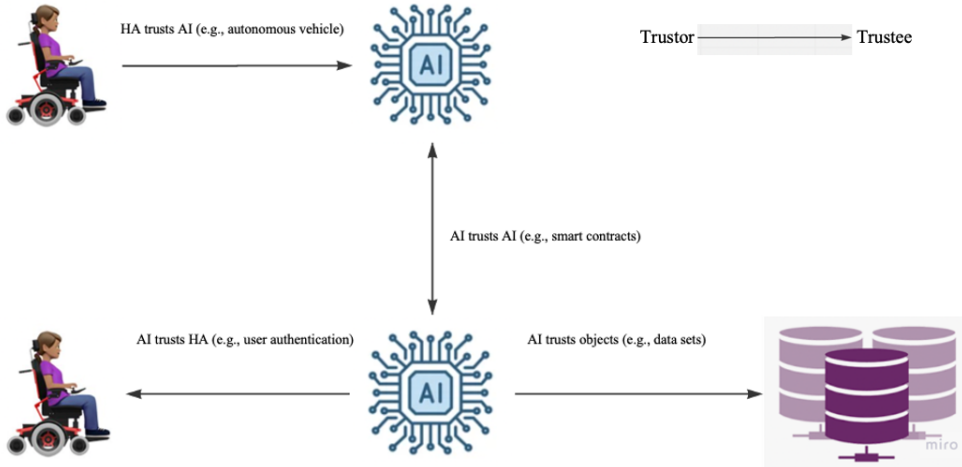 HA trusts AI (e.g., autonomous vehicle)
Trustor
Trustee
AI
AI trusts AI (e.g., smart contracts)
AI trusts HA (e.g., user authentication)
AI trusts objects (e.g., data sets)
AI
miro